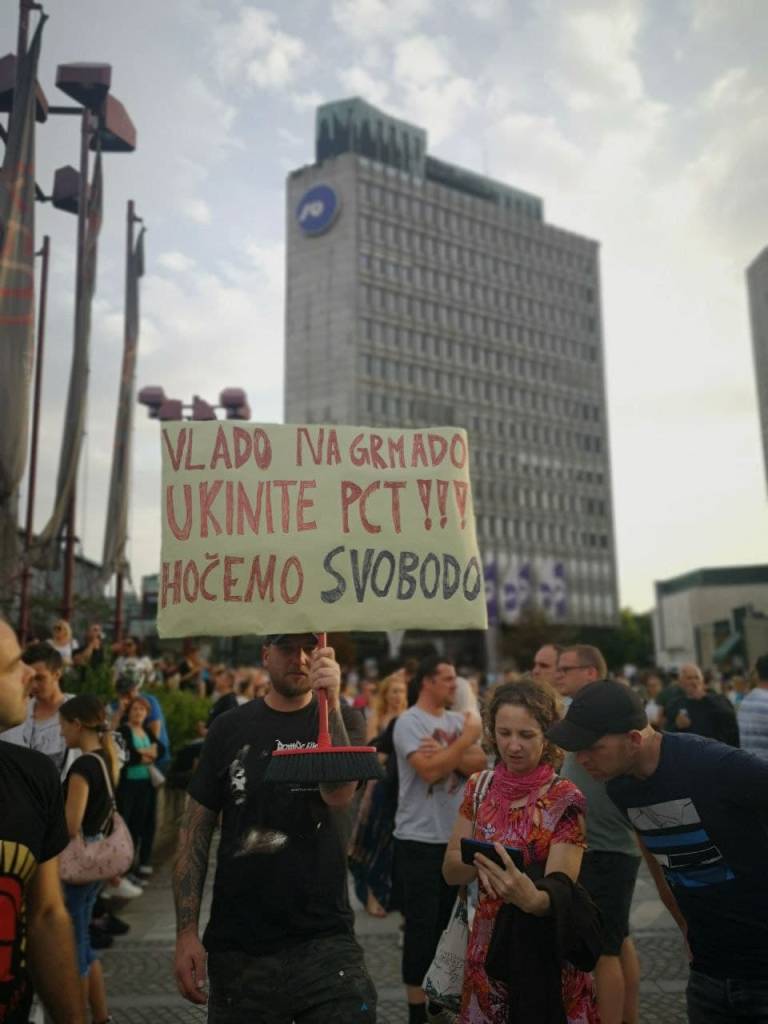 VLADO NA GRMADO
UKINITE PCT!!!
HOČEMO SVOBODO